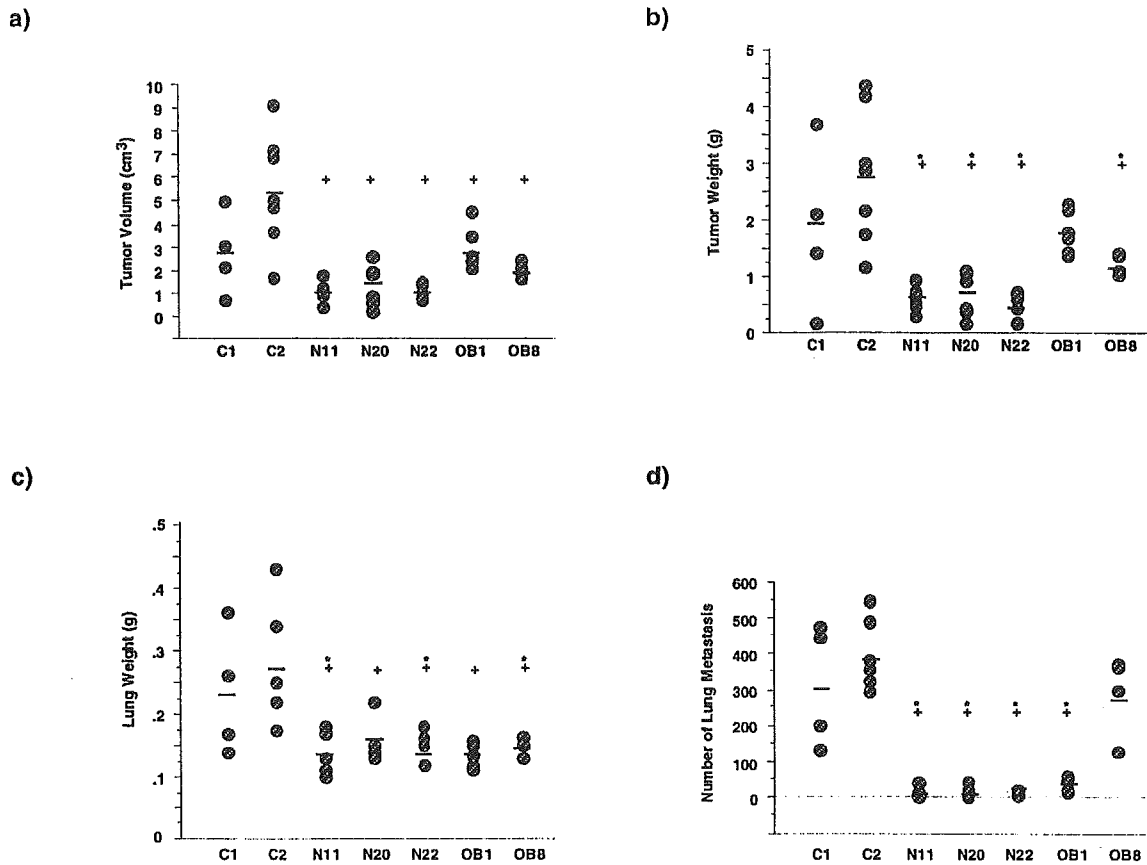 a)
Tumor Volume (cm3)
10
9
8
7
6
5
4
3
2
1
0
+ + + + +
C1 C2 N11 N20 N22 OB1 OB8
b)
Tumor Weight (g)
5
4
3
2
1
0
* * * *
+ + + +
C1 C2 N11 N20 N22 OB1 OB8
c)
Lung Weight (g)
.5
.4
.3
.2
.1
0
* * *
+ + + + +
C1 C2 N11 N20 N22 OB1 OB8
d)
Number of Lung Metastasis
600
500
400
300
200
100
0
* * * *
+ + + +
C1 C2 N11 N20 N22 OB1 OB8